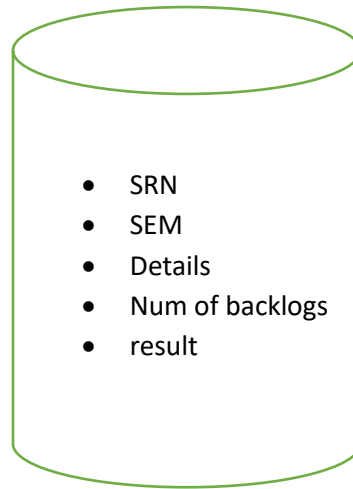 • SRN
• SEM
• Details
• Num of backlogs
• result